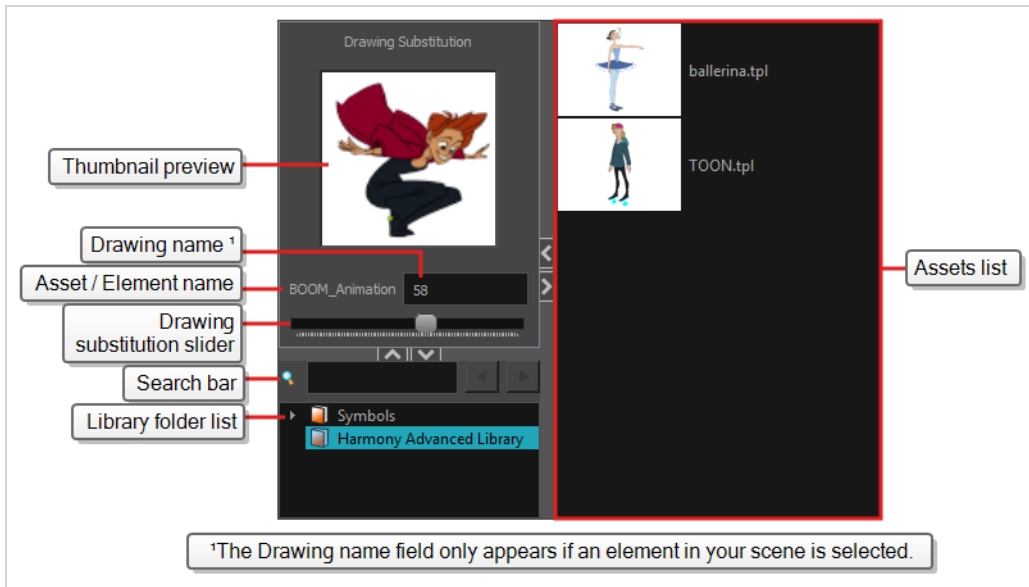 Drawing Substitution
ballerina.tpl
TOON.tpl
Thumbnail preview
Drawing name ¹
Asset / Element name
BOOM_Animation 58
Drawing
substitution slider
Search bar
Library folder list
Symbols
Harmony Advanced Library
Assets list
¹The Drawing name field only appears if an element in your scene is selected.